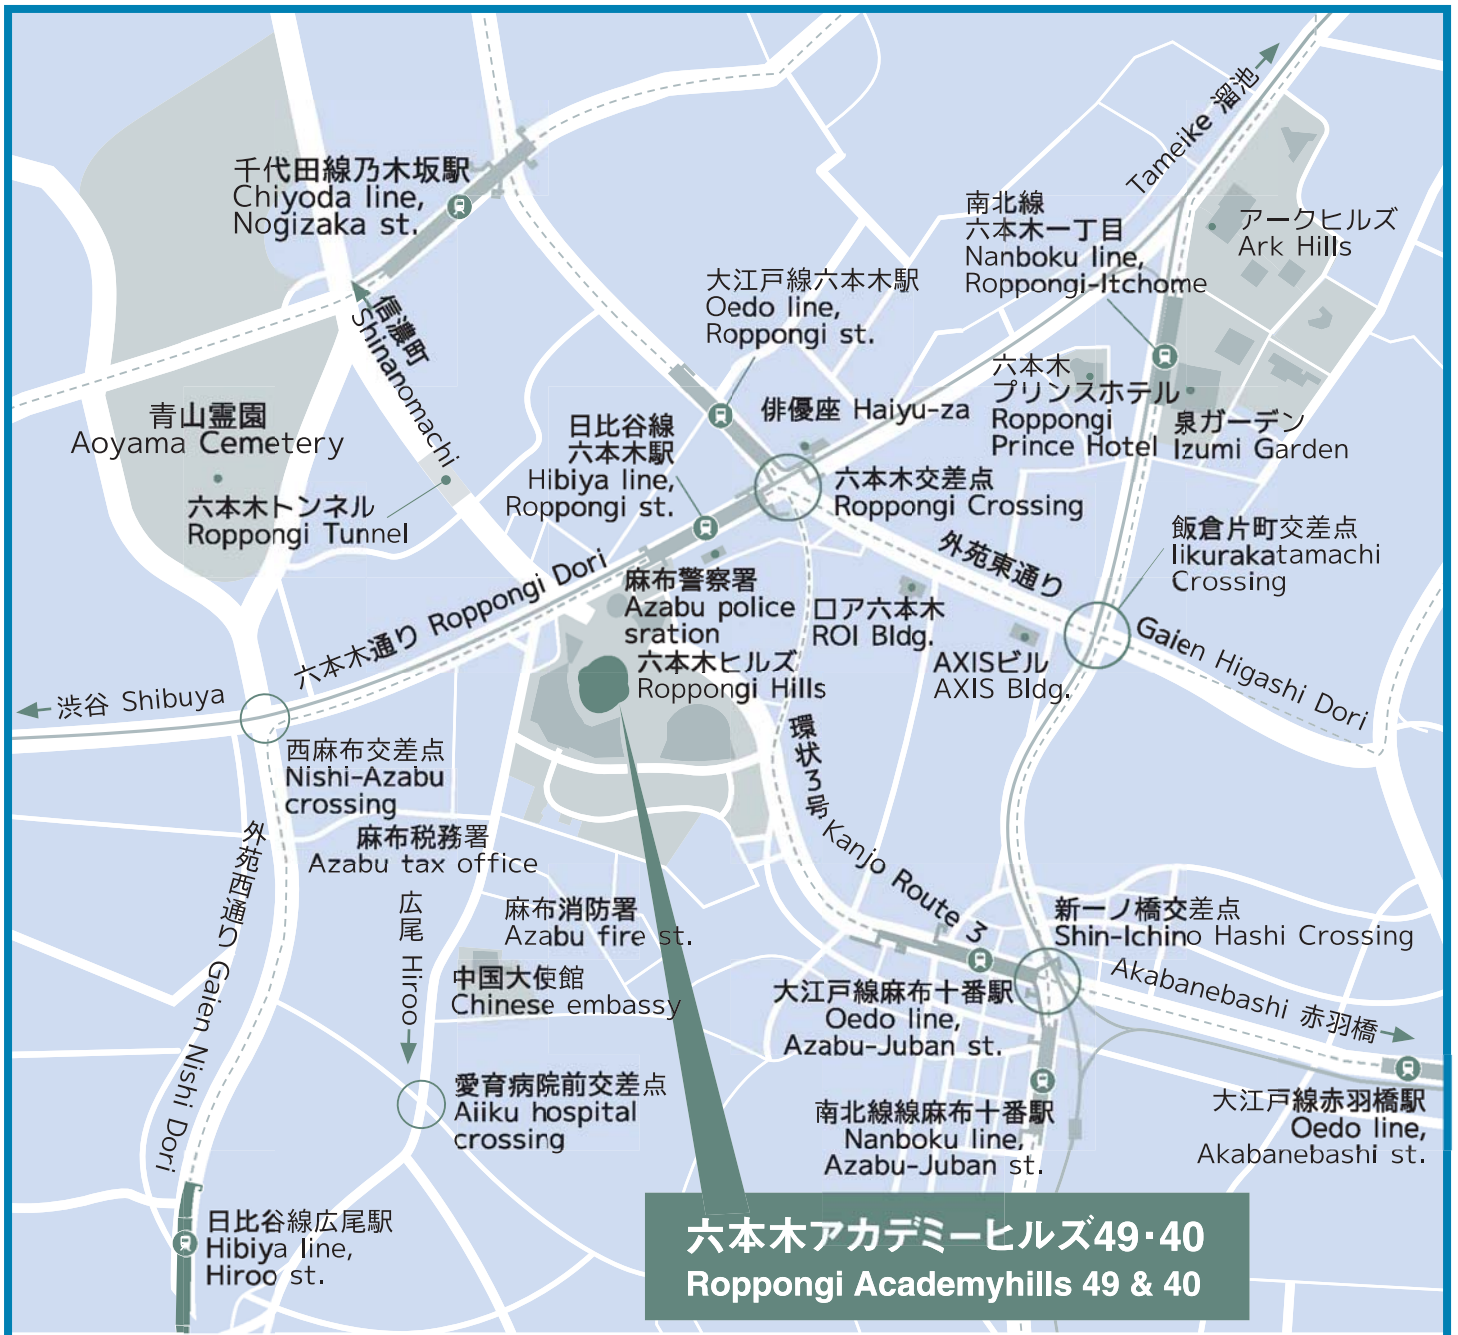 Tameike 溜池
千代田線乃木坂駅
Chiyoda line,
Nogizaka st.
南北線
六本木一丁目
Nanboku line,
Roppongi-Itchome
アークヒルズ
Ark Hills
大江戸線六本木駅
Oedo line,
Roppongi st.
信濃町
Shinanomachi
六本木
プリンスホテル
Roppongi
Prince Hotel
泉ガーデン
Izumi Garden
俳優座 Haiyu-za
青山霊園
Aoyama Cemetery
日比谷線
六本木駅
Hibiya line,
Roppongi st.
六本木交差点
Roppongi Crossing
六本木トンネル
Roppongi Tunnel
飯倉片町交差点
Iikurakatamachi
Crossing
外苑東通り
Gaien Higashi Dori
六本木通り Roppongi Dori
麻布警察署
Azabu police
sration
ロア六本木
ROI Bldg.
AXISビル
AXIS Bldg.
六本木ヒルズ
Roppongi Hills
渋谷 Shibuya
西麻布交差点
Nishi-Azabu
crossing
環状3号
Kanjo Route 3
麻布税務署
Azabu tax office
外苑西通り Gaien Nishi Dori
広尾 Hiroo
麻布消防署
Azabu fire st.
新一ノ橋交差点
Shin-Ichino Hashi Crossing
中国大使館
Chinese embassy
大江戸線麻布十番駅
Oedo line,
Azabu-Juban st.
Akabanebashi 赤羽橋
愛育病院前交差点
Aiiku hospital
crossing
南北線線麻布十番駅
Nanboku line,
Azabu-Juban st.
大江戸線赤羽橋駅
Oedo line,
Akabanebashi st.
日比谷線広尾駅
Hibiya line,
Hiroo st.
六本木アカデミーヒルズ49･40
Roppongi Academyhills 49 & 40